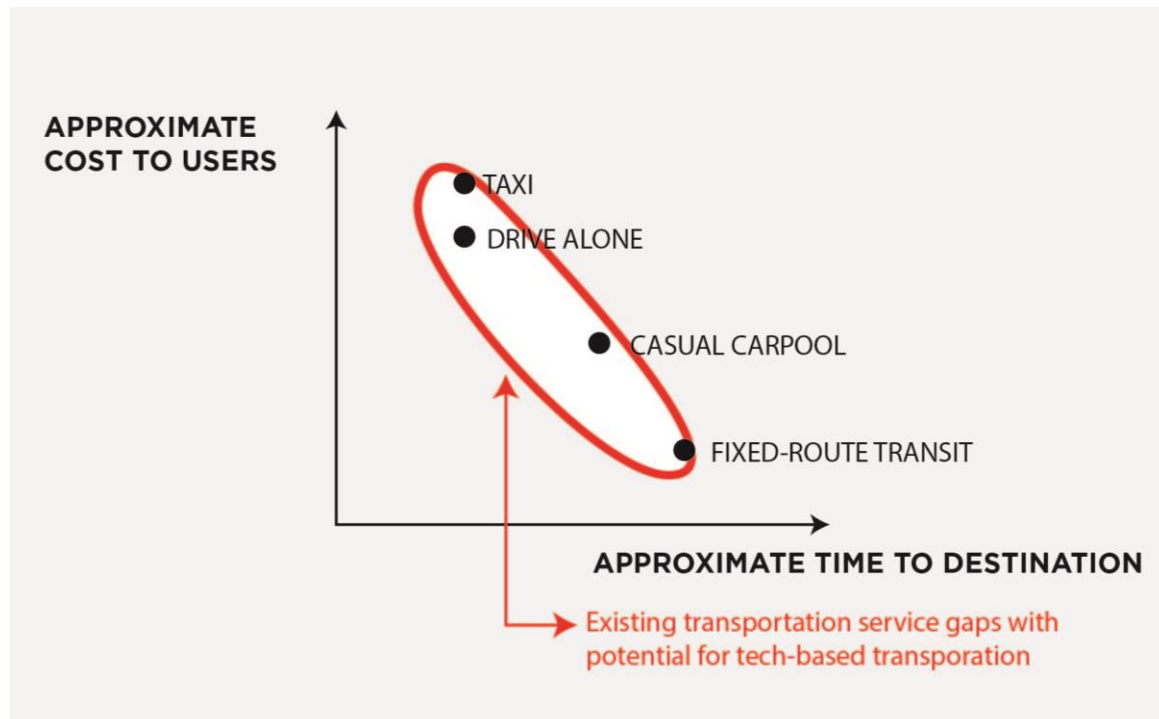 APPROXIMATE
COST TO USERS
TAXI
DRIVE ALONE
CASUAL CARPOOL
FIXED-ROUTE TRANSIT
APPROXIMATE TIME TO DESTINATION
Existing transportation service gaps with
potential for tech-based transporation